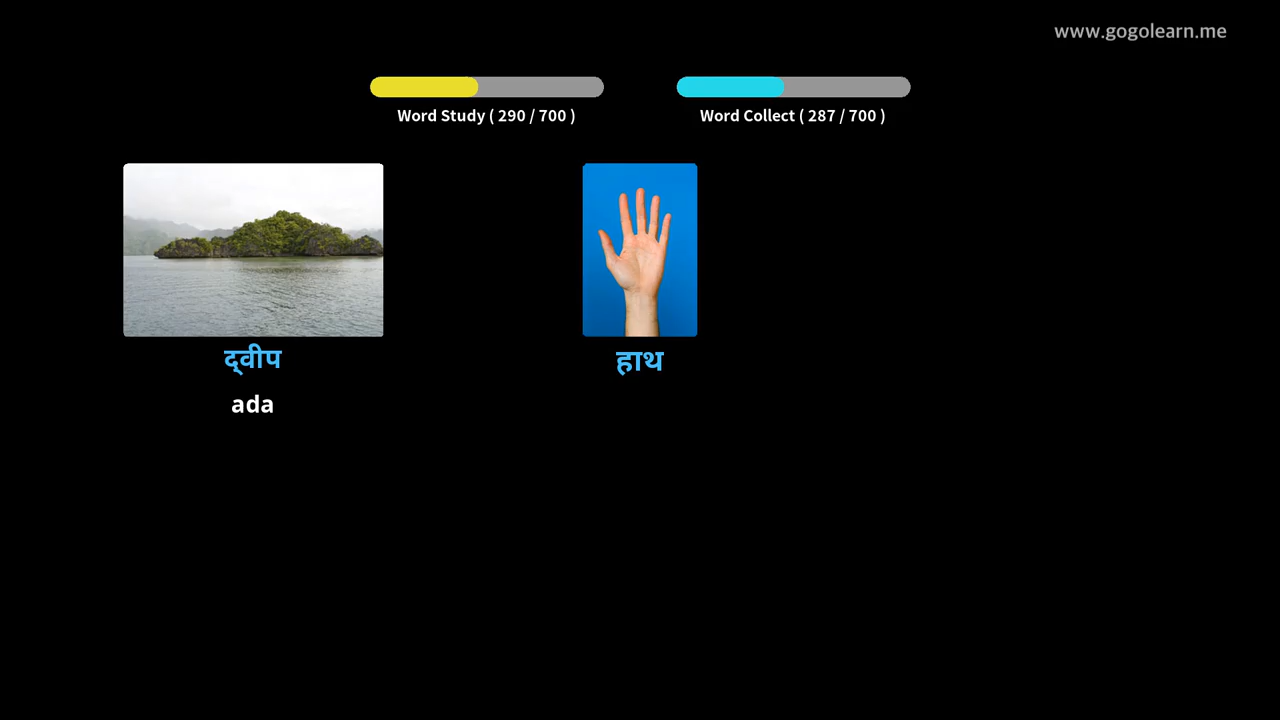 www.gogolearn.me
Word Study ( 290 / 700 )
Word Collect ( 287 / 700 )
द्वीप
हाथ
ada